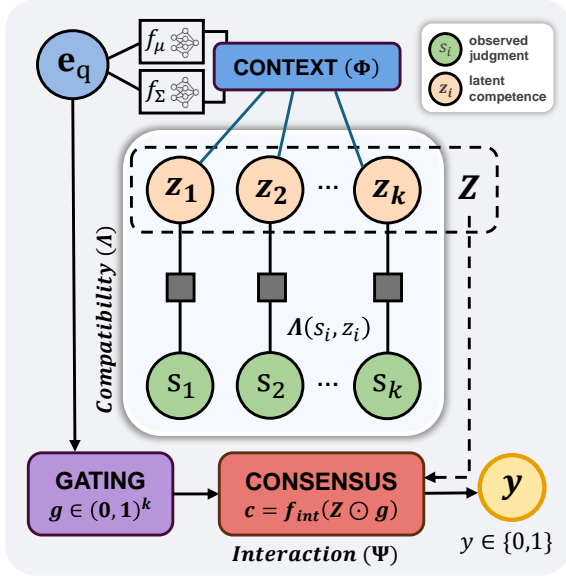 e_q
f_μ
f_Σ
CONTEXT (Φ)
s_i observed judgment
z_i latent competence
z_1
z_2
...
z_k
Z
Compatibility (Λ)
Λ(s_i, z_i)
s_1
s_2
...
s_k
GATING
g ∈ (0, 1)^k
CONSENSUS
c = f_int(Z ⊙ g)
Interaction (Ψ)
y
y ∈ {0,1}